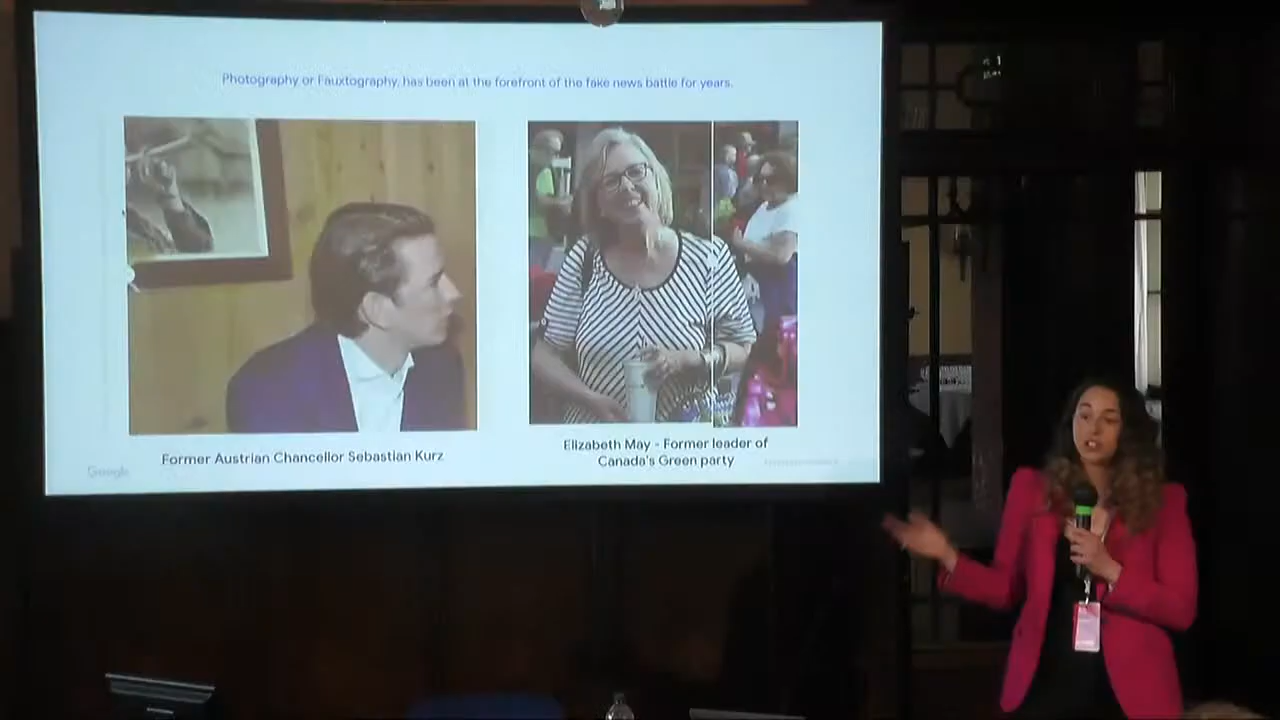 Photography or Fauxtography, has been at the forefront of the fake news battle for years.
Former Austrian Chancellor Sebastian Kurz
Elizabeth May - Former leader of
Canada's Green party
Google